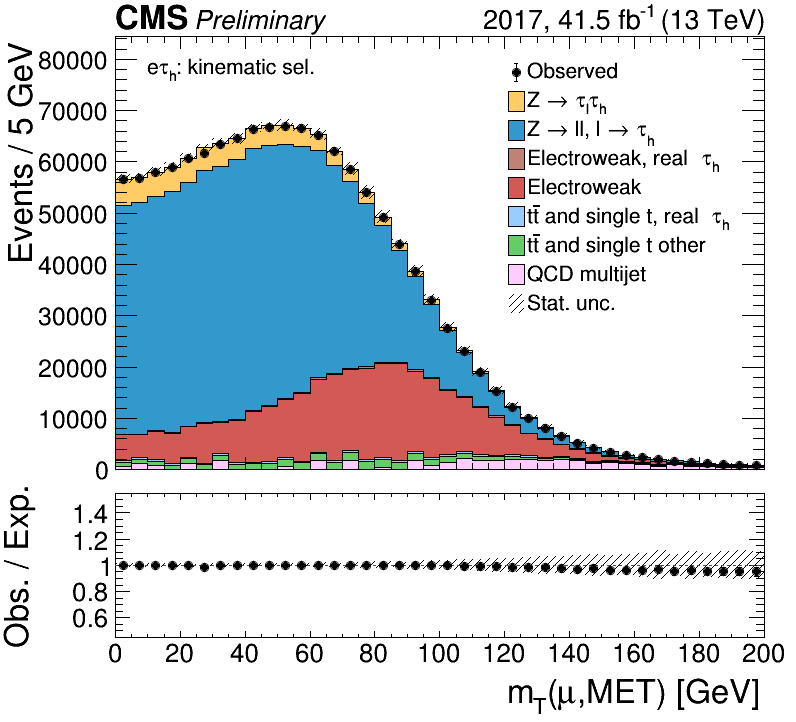 CMS Preliminary 2017, 41.5 fb⁻¹ (13 TeV)
Events / 5 GeV
80000
70000
60000
50000
40000
30000
20000
10000
0
eτₕ: kinematic sel.
Observed
Z → τₗτₕ
Z → ll, l → τₕ
Electroweak, real τₕ
Electroweak
tt̄ and single t, real τₕ
tt̄ and single t other
QCD multijet
Stat. unc.
Obs. / Exp.
1.4
1.2
1
0.8
0.6
0 20 40 60 80 100 120 140 160 180 200
m_T(μ,MET) [GeV]